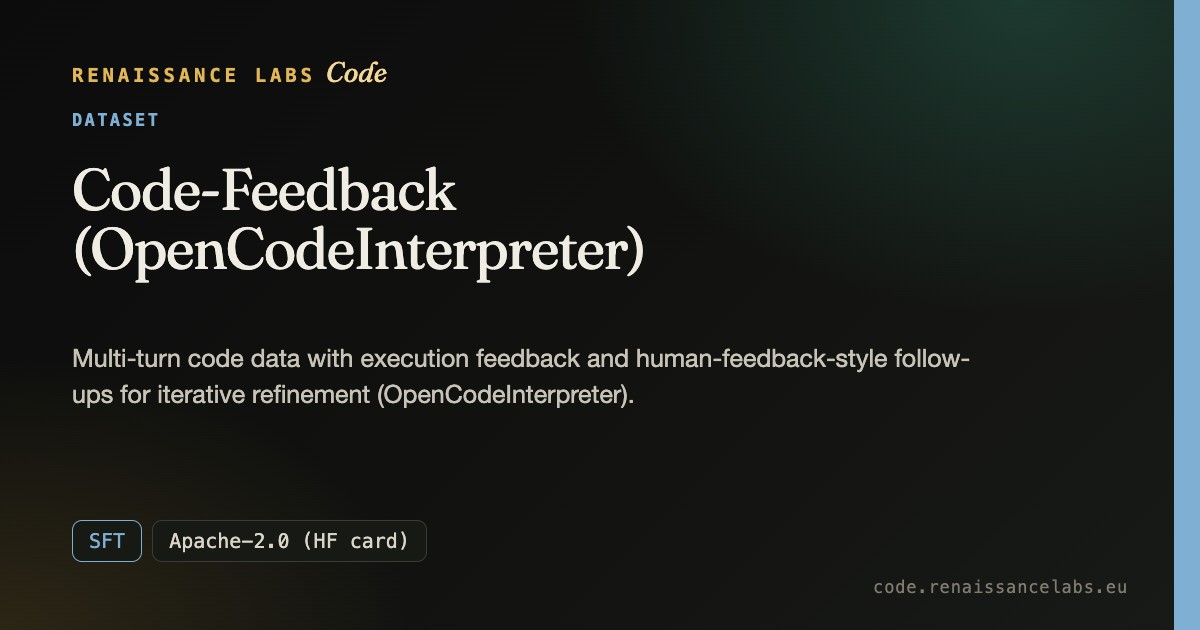 RENAISSANCE LABS Code
DATASET
Code-Feedback
(OpenCodeInterpreter)
Multi-turn code data with execution feedback and human-feedback-style follow-
ups for iterative refinement (OpenCodeInterpreter).
SFT
Apache-2.0 (HF card)
code.renaissancelabs.eu